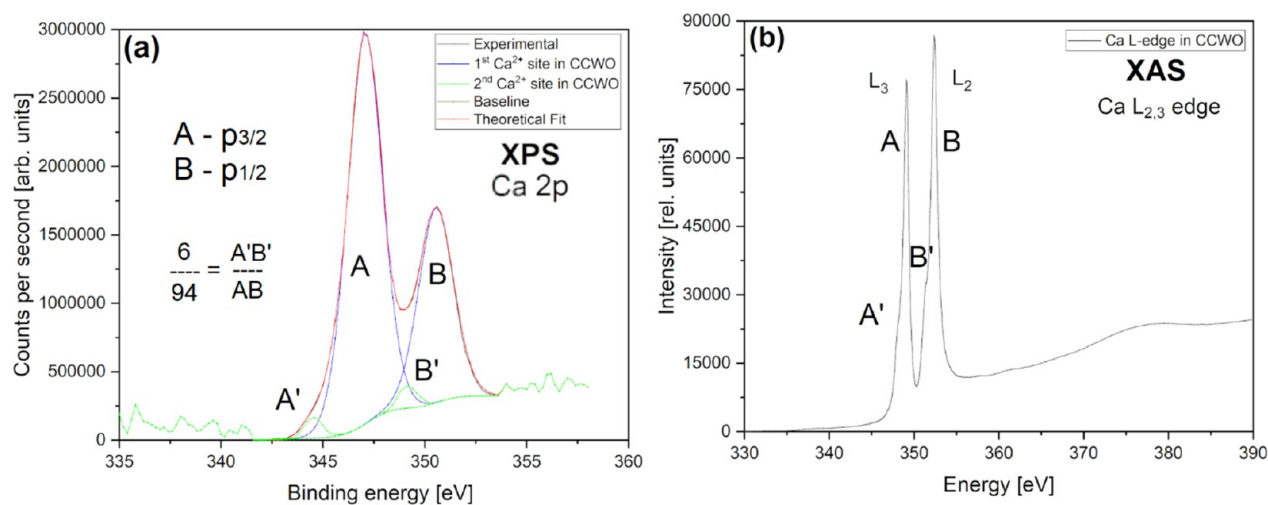 (a)
3000000
2500000
2000000
1500000
1000000
500000
0
Counts per second [arb. units]
Experimental
1st Ca2+ site in CCWO
2nd Ca2+ site in CCWO
Baseline
Theoretical Fit
XPS
Ca 2p
A - p3/2
B - p1/2
6 A'B'
---- = ----
94 AB
A
B
A'
B'
335 340 345 350 355 360
Binding energy [eV]
(b)
90000
75000
60000
45000
30000
15000
0
Intensity [rel. units]
Ca L-edge in CCWO
XAS
Ca L2,3 edge
L3 L2
A B
B'
A'
330 340 350 360 370 380 390
Energy [eV]